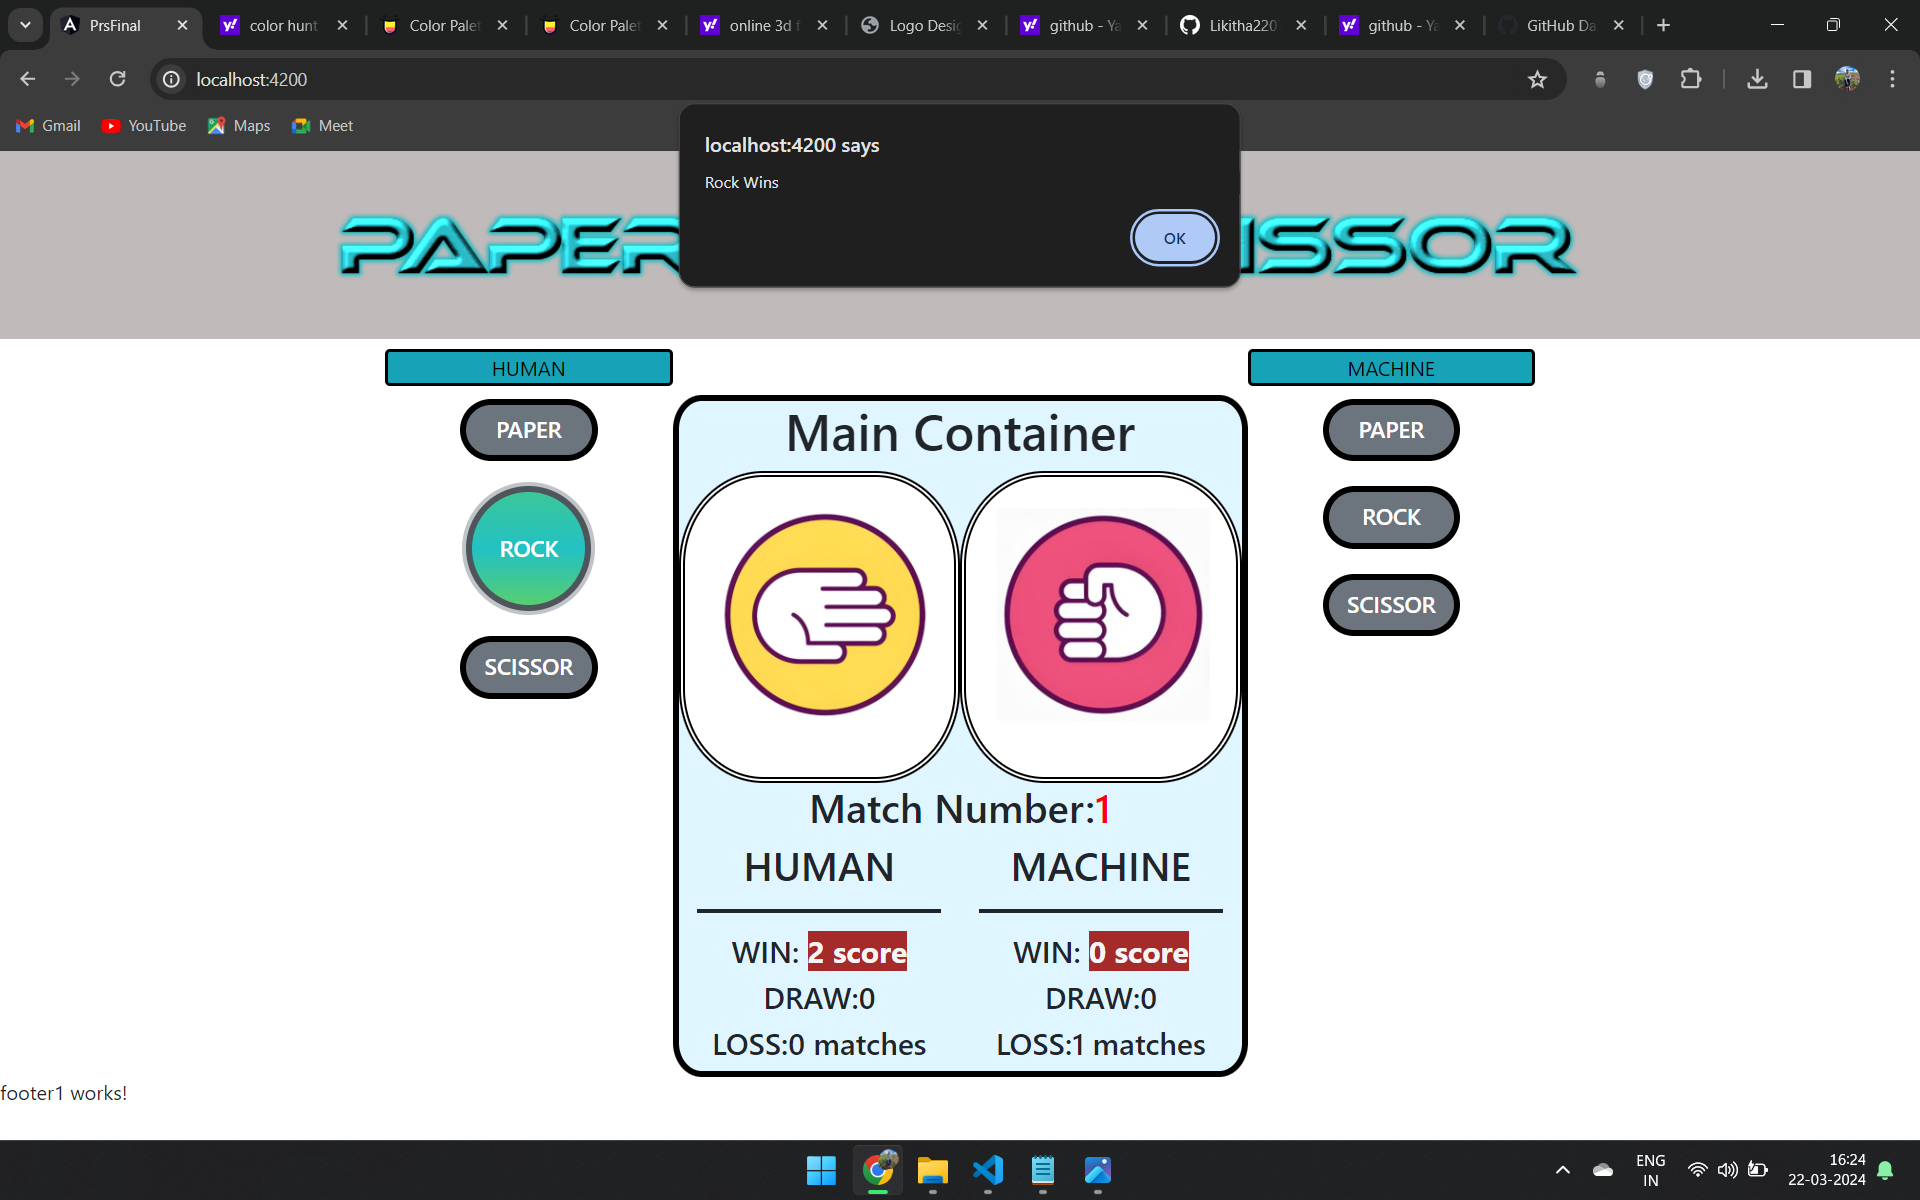 PrsFinal
color hunt
Color Palet
Color Palet
online 3d f
Logo Desig
github - Ya
Likitha220
github - Ya
GitHub Da
localhost:4200
Gmail
YouTube
Maps
Meet
localhost:4200 says
Rock Wins
OK
PAPER
ISSOR
HUMAN
MACHINE
PAPER
ROCK
SCISSOR
Main Container
PAPER
ROCK
SCISSOR
Match Number:1
HUMAN
MACHINE
WIN: 2 score
WIN: 0 score
DRAW:0
DRAW:0
LOSS:0 matches
LOSS:1 matches
footer1 works!
ENG
IN
16:24
22-03-2024